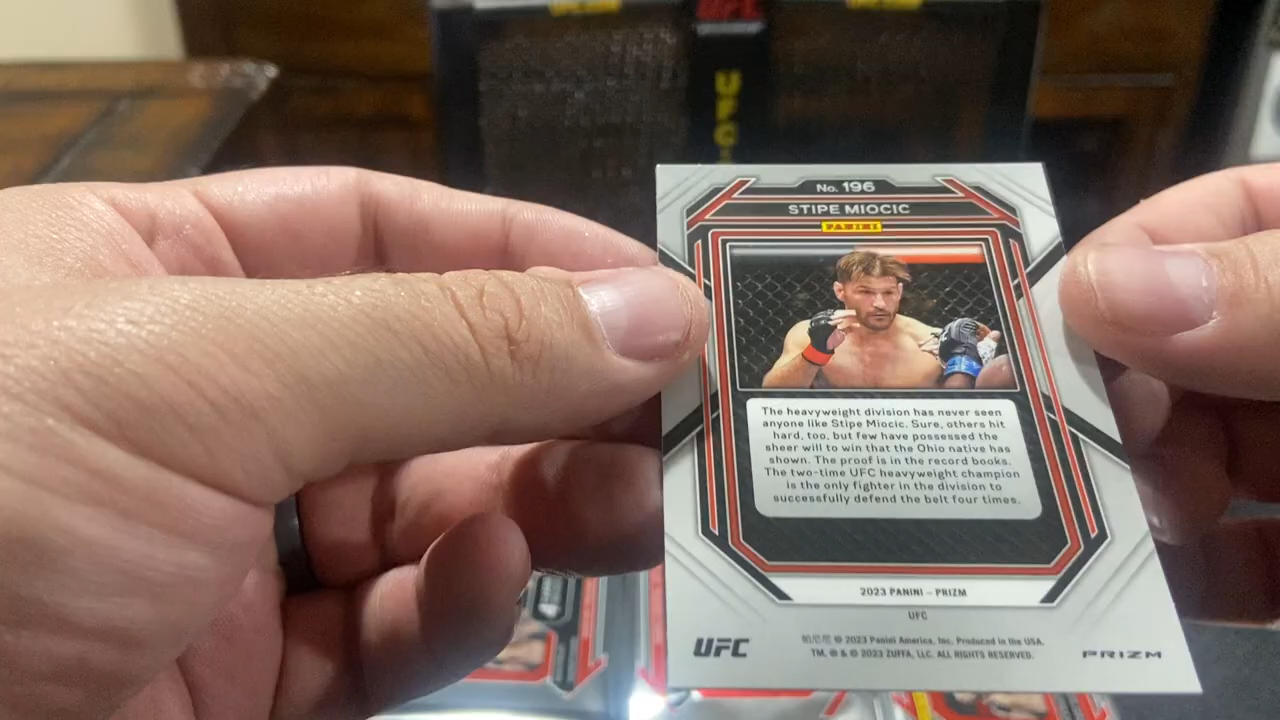 UFC
No. 196
STIPE MIOCIC
PANINI
The heavyweight division has never seen
anyone like Stipe Miocic. Sure, others hit
hard, too, but few have possessed the
sheer will to win that the Ohio native has
shown. The proof is in the record books.
The two-time UFC heavyweight champion
is the only fighter in the division to
successfully defend the belt four times.
2023 PANINI – PRIZM
UFC
UFC
帕尼尼 © 2023 Panini America, Inc. Produced in the USA.
TM, ® & © 2023 ZUFFA, LLC. ALL RIGHTS RESERVED.
PRIZM